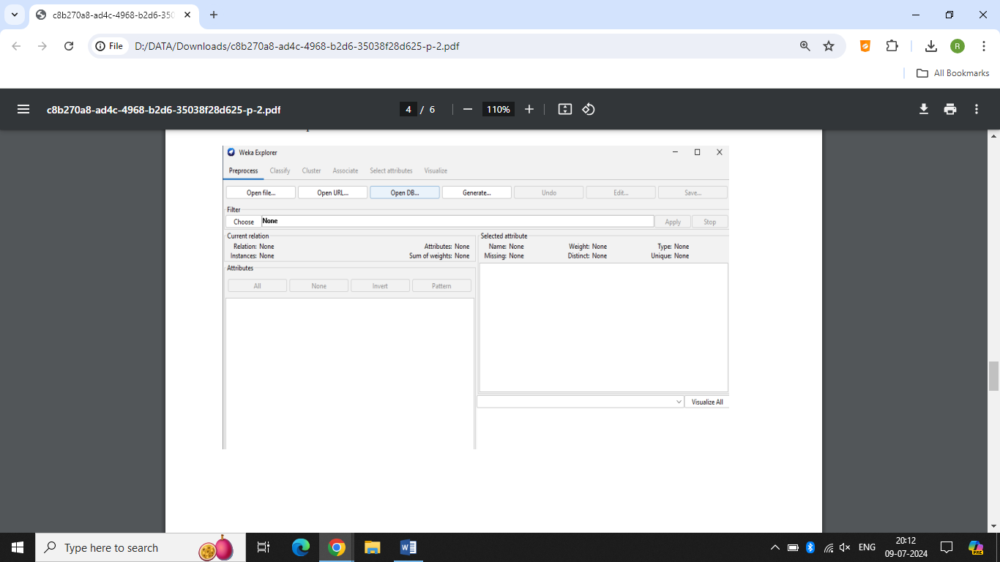 c8b270a8-ad4c-4968-b2d6-350
File D:/DATA/Downloads/c8b270a8-ad4c-4968-b2d6-35038f28d625-p-2.pdf R
All Bookmarks
c8b270a8-ad4c-4968-b2d6-35038f28d625-p-2.pdf 4 / 6 110%
Weka Explorer
Preprocess Classify Cluster Associate Select attributes Visualize
Open file... Open URL... Open DB... Generate... Undo Edit... Save...
Filter
Choose None Apply Stop
Current relation
Relation: None Attributes: None
Instances: None Sum of weights: None
Selected attribute
Name: None Weight: None Type: None
Missing: None Distinct: None Unique: None
Attributes
All None Invert Pattern
Visualize All
Type here to search
ENG
20:12
09-07-2024
PRE